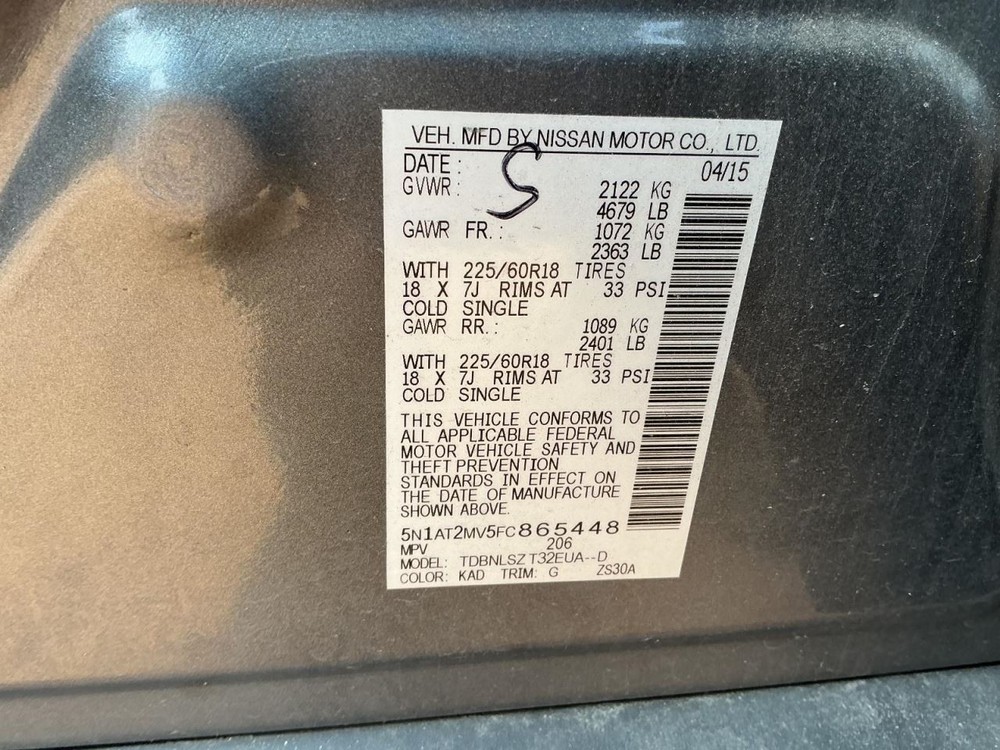 VEH. MFD BY NISSAN MOTOR CO., LTD.
DATE : 04/15
S
GVWR : 2122 KG
4679 LB
GAWR FR. : 1072 KG
2363 LB
WITH 225/60R18 TIRES
18 X 7J RIMS AT 33 PSI
COLD SINGLE
GAWR RR. : 1089 KG
2401 LB
WITH 225/60R18 TIRES
18 X 7J RIMS AT 33 PSI
COLD SINGLE
THIS VEHICLE CONFORMS TO
ALL APPLICABLE FEDERAL
MOTOR VEHICLE SAFETY AND
THEFT PREVENTION
STANDARDS IN EFFECT ON
THE DATE OF MANUFACTURE
SHOWN ABOVE.
5N1AT2MV5FC865448
MPV 206
MODEL: TDBNLSZ T32EUA--D
COLOR: KAD TRIM: G ZS30A